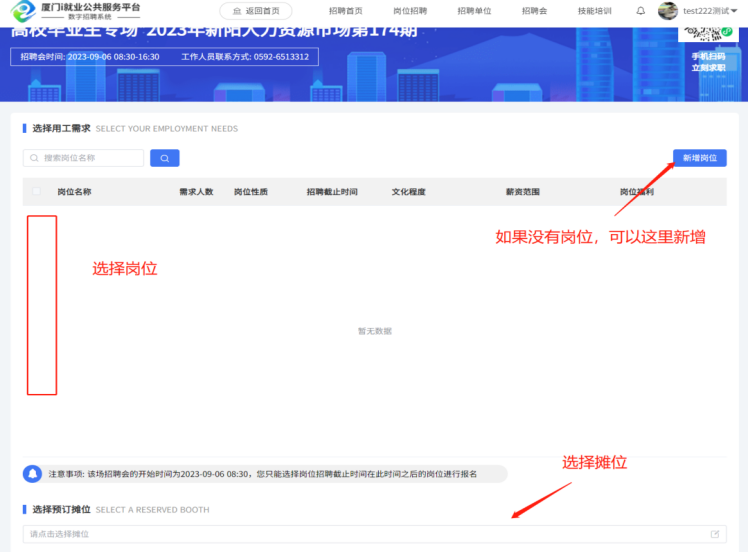 厦门i就业公共服务平台
数字招聘系统
返回首页
招聘首页
岗位招聘
招聘单位
招聘会
技能培训
test222测试
高校毕业生专场 2023年新阳人力资源市场第174期
招聘会时间: 2023-09-06 08:30-16:30 工作人员联系方式: 0592-6513312
手机扫码
立刻求职
选择用工需求 SELECT YOUR EMPLOYMENT NEEDS
搜索岗位名称
新增岗位
岗位名称 需求人数 岗位性质 招聘截止时间 文化程度 薪资范围 岗位福利
如果没有岗位，可以这里新增
选择岗位
暂无数据
选择摊位
注意事项: 该场招聘会的开始时间为2023-09-06 08:30，您只能选择岗位招聘截止时间在此时间之后的岗位进行报名
选择预订摊位 SELECT A RESERVED BOOTH
请点击选择摊位